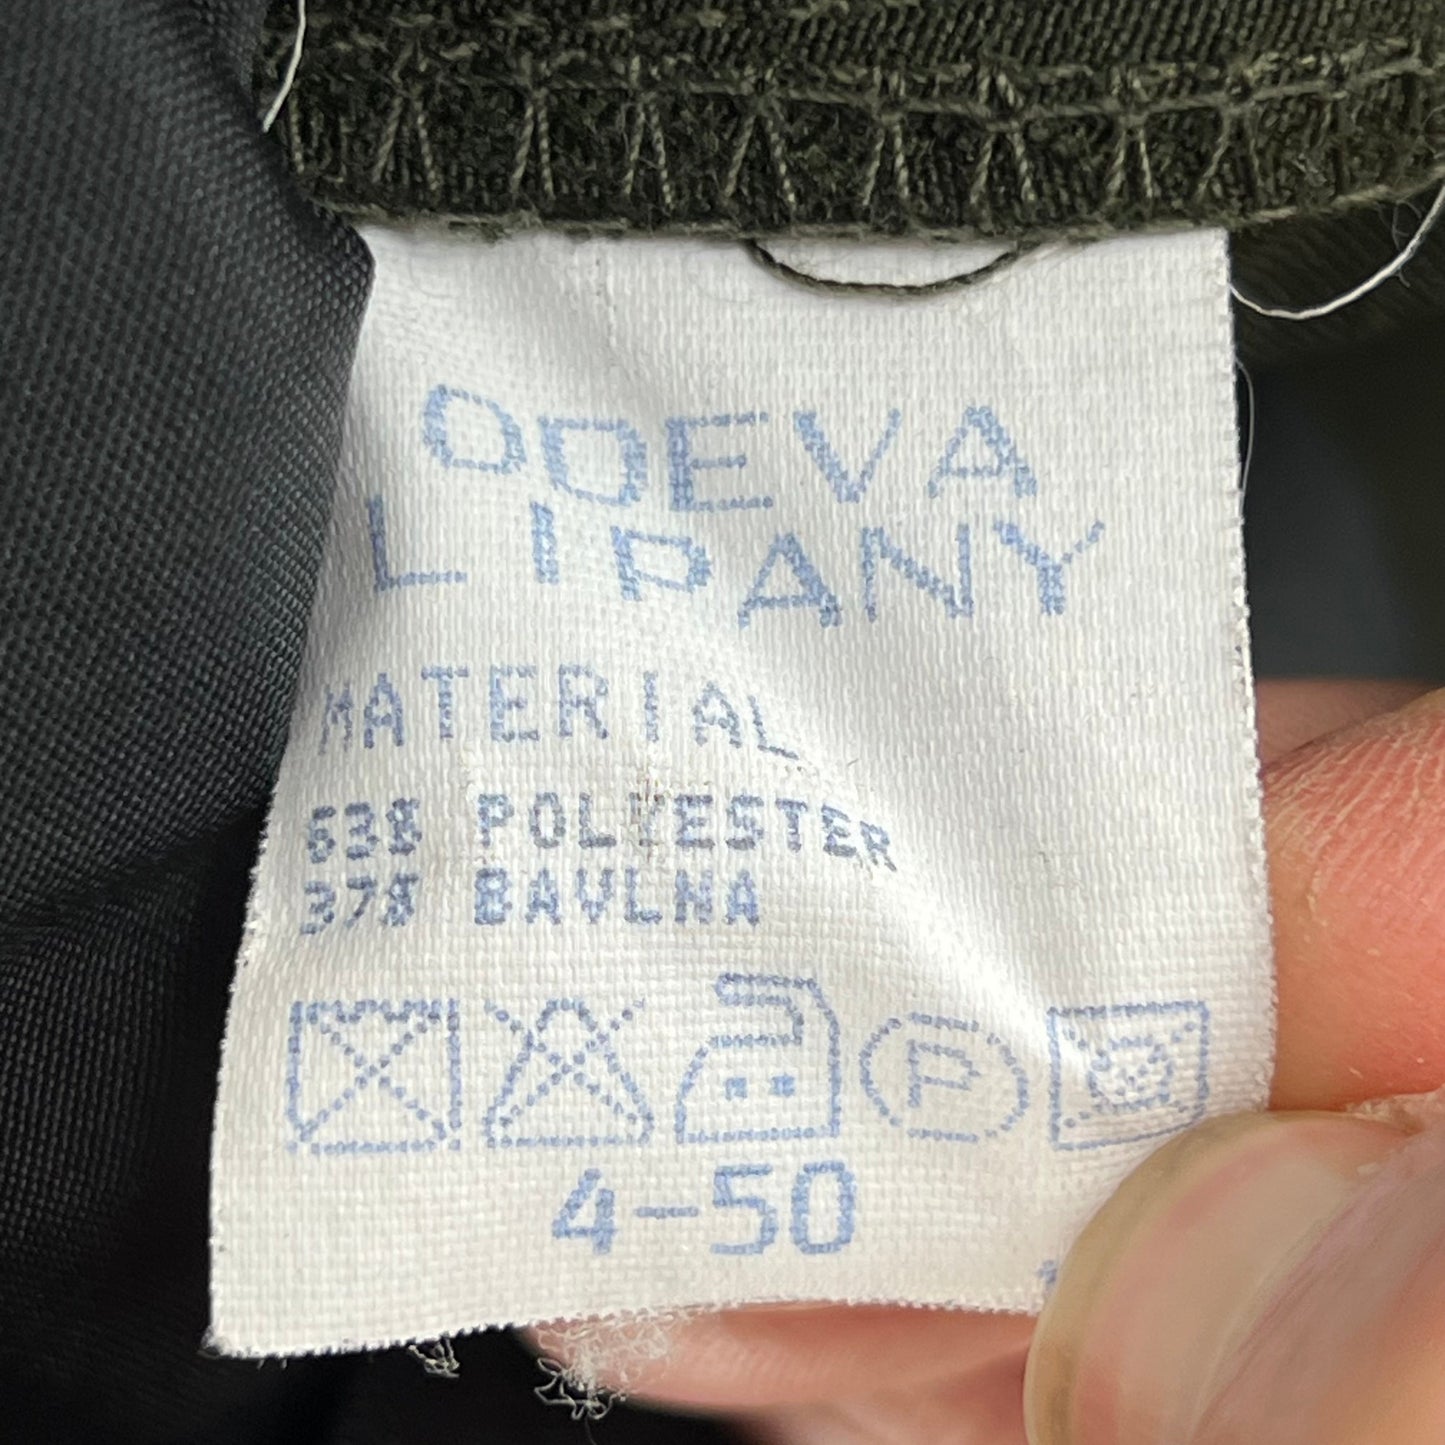 ODEVA
LIPANY
MATERIAL
63% POLYESTER
37% BAVLNA
P
4-50